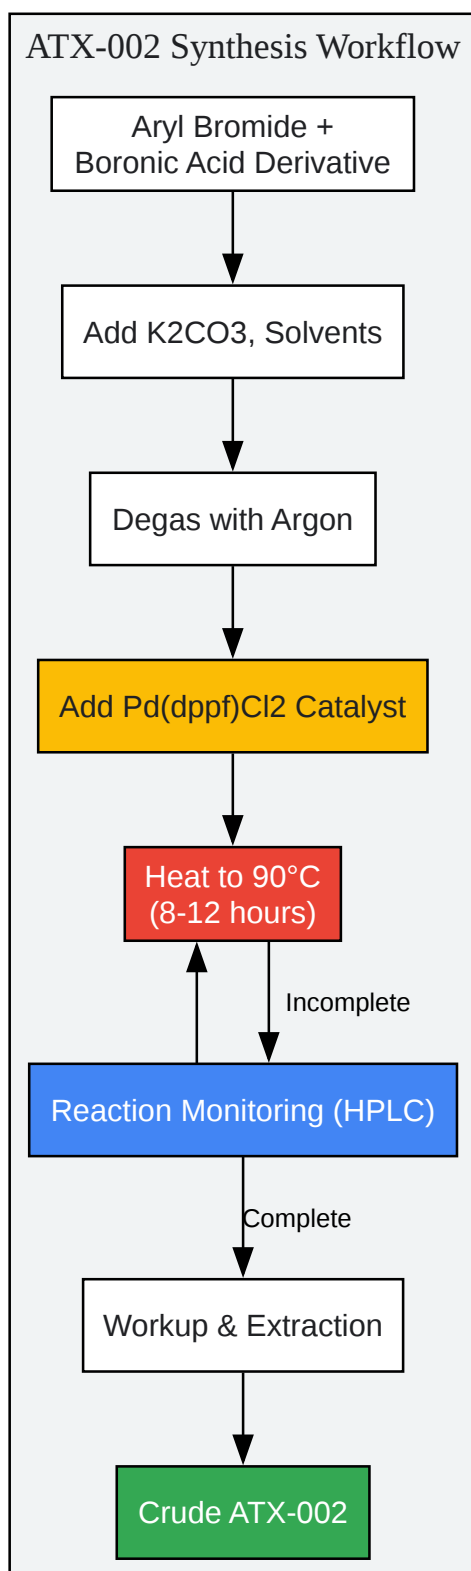 ATX-002 Synthesis Workflow
Aryl Bromide +
Boronic Acid Derivative
Add K2CO3, Solvents
Degas with Argon
Add Pd(dppf)Cl2 Catalyst
Heat to 90°C
(8-12 hours)
Incomplete
Reaction Monitoring (HPLC)
Complete
Workup & Extraction
Crude ATX-002